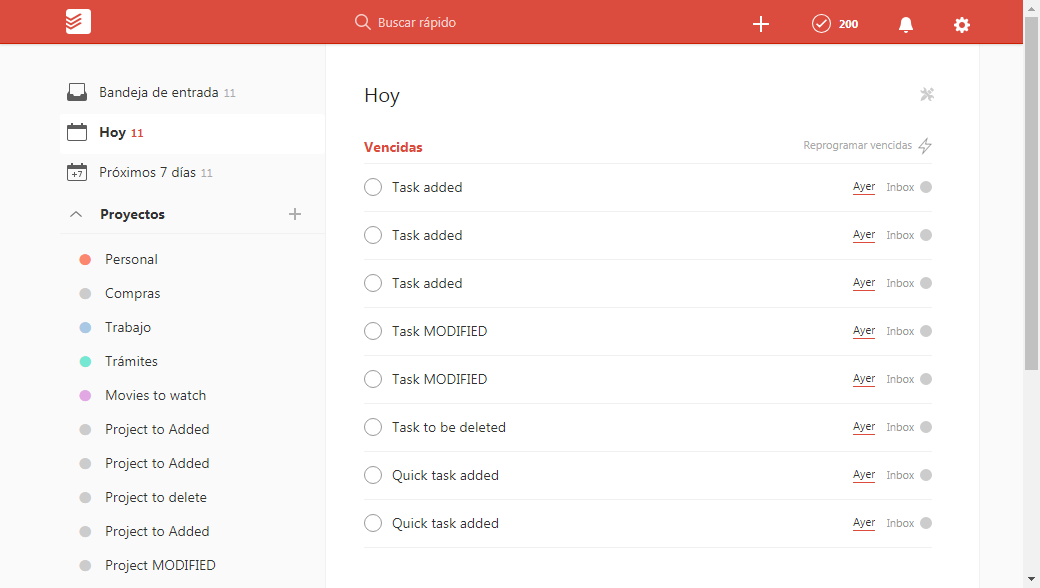 Buscar rápido
200
Bandeja de entrada 11
Hoy 11
+7 Próximos 7 días 11
Proyectos
Personal
Compras
Trabajo
Trámites
Movies to watch
Project to Added
Project to Added
Project to delete
Project to Added
Project MODIFIED
Hoy
Vencidas Reprogramar vencidas
Task added Ayer Inbox
Task added Ayer Inbox
Task added Ayer Inbox
Task MODIFIED Ayer Inbox
Task MODIFIED Ayer Inbox
Task to be deleted Ayer Inbox
Quick task added Ayer Inbox
Quick task added Ayer Inbox